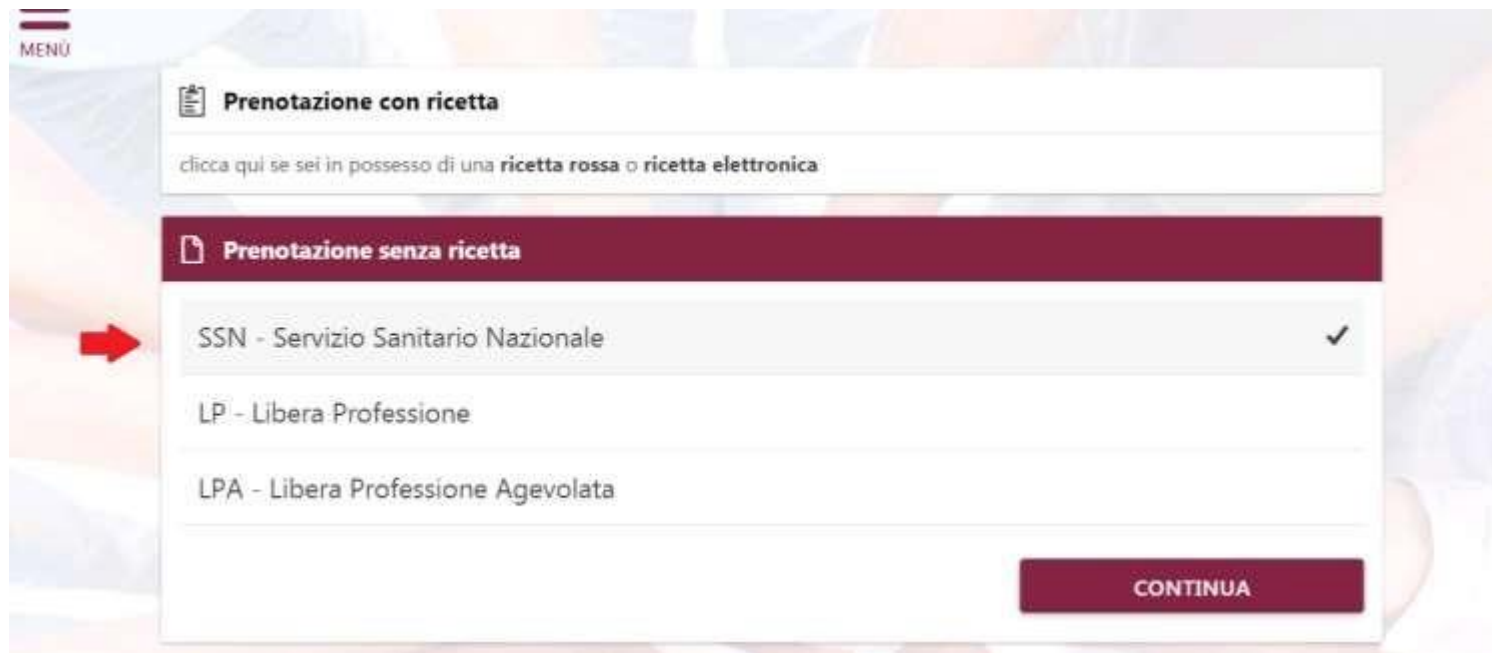 MENÙ
Prenotazione con ricetta
clicca qui se sei in possesso di una ricetta rossa o ricetta elettronica
Prenotazione senza ricetta
SSN - Servizio Sanitario Nazionale
LP - Libera Professione
LPA - Libera Professione Agevolata
CONTINUA